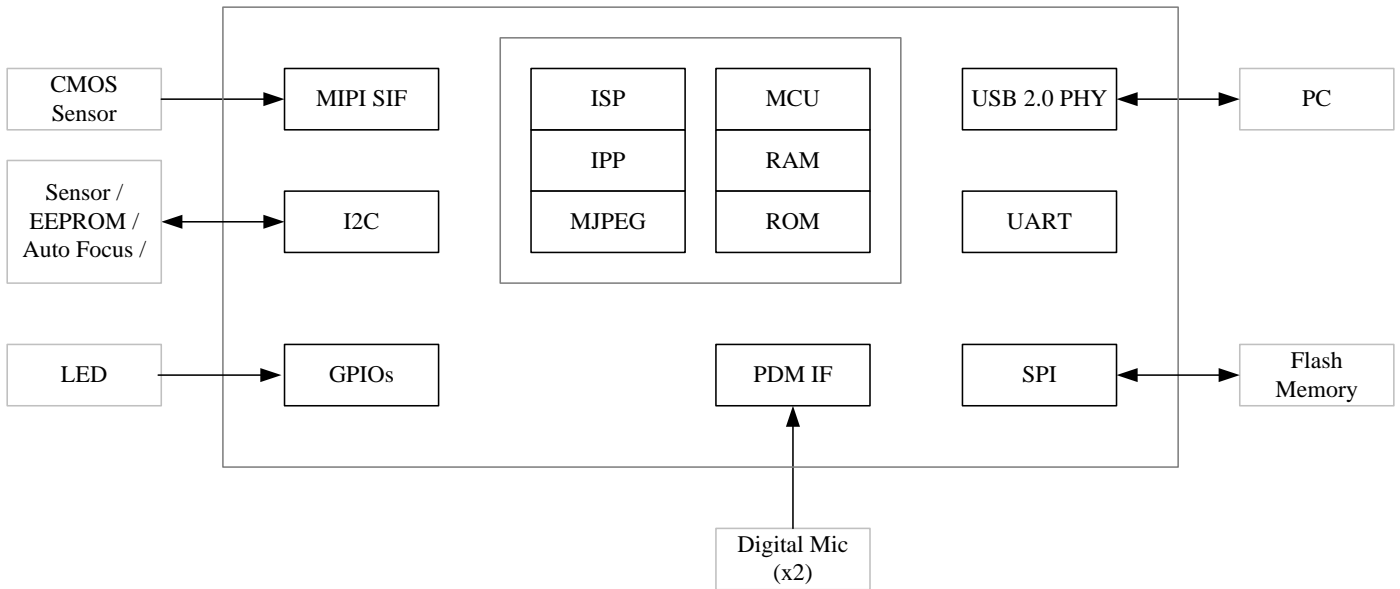 CMOS
Sensor
MIPI SIF
ISP
MCU
USB 2.0 PHY
PC
IPP
RAM
Sensor /
EEPROM /
Auto Focus /
I2C
MJPEG
ROM
UART
LED
GPIOs
PDM IF
SPI
Flash
Memory
Digital Mic
(x2)